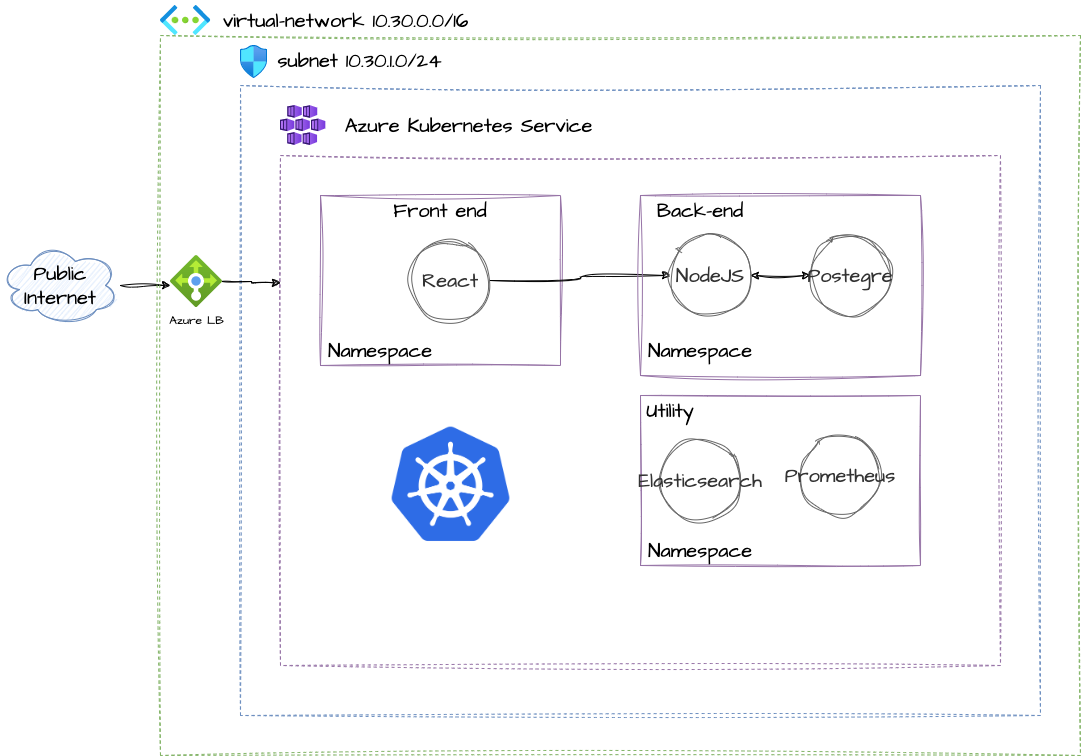 virtual-network 10.30.0.0/16
subnet 10.30.1.0/24
Azure Kubernetes Service
Front end
React
Namespace
Back-end
NodeJS
Postegre
Namespace
Public
Internet
Azure LB
Utility
Elasticsearch
Prometheus
Namespace